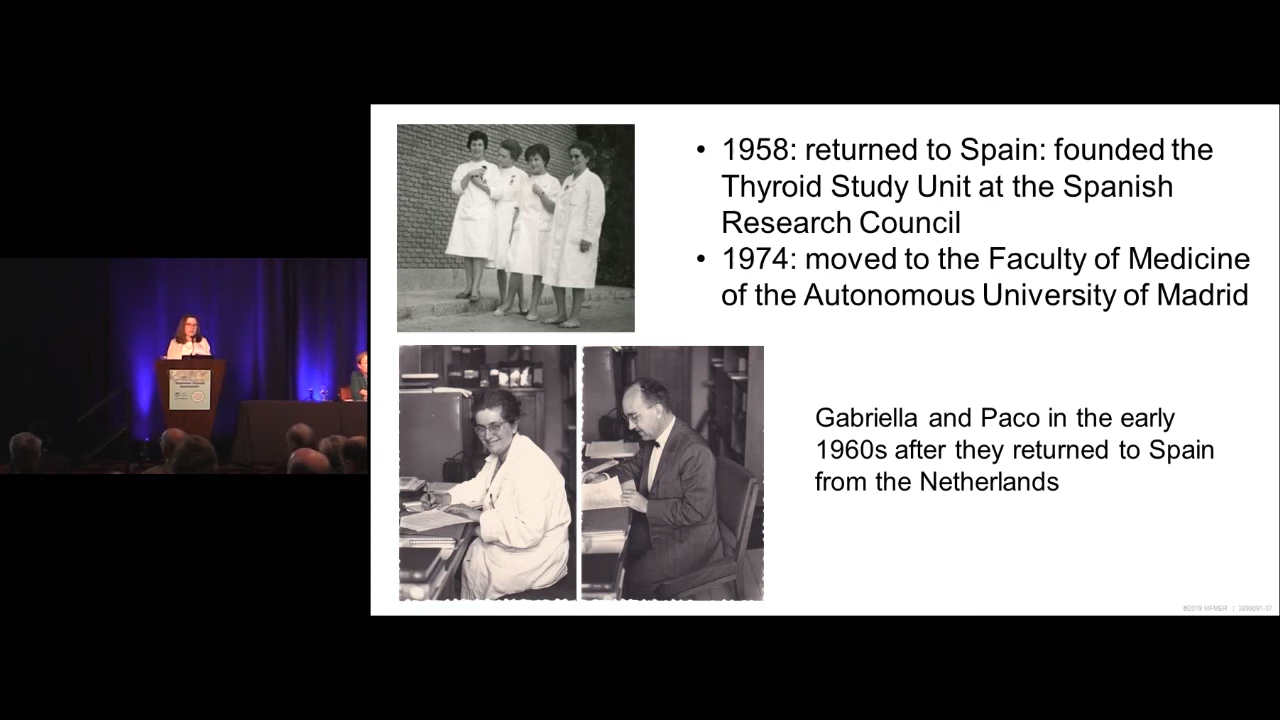 • 1958: returned to Spain: founded the
Thyroid Study Unit at the Spanish
Research Council
• 1974: moved to the Faculty of Medicine
of the Autonomous University of Madrid
Gabriella and Paco in the early
1960s after they returned to Spain
from the Netherlands
©2019 MFMER | 3899091-37